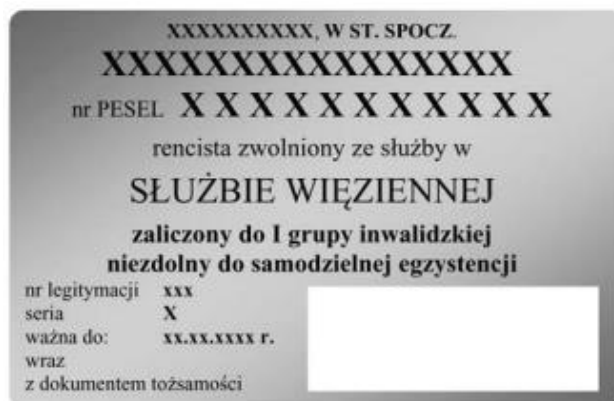 XXXXXXXXXX, W ST. SPOCZ.
XXXXXXXXXXXXXXXX
nr PESEL X X X X X X X X X X X
rencista zwolniony ze służby w
SŁUŻBIE WIĘZIENNEJ
zaliczony do I grupy inwalidzkiej
niezdolny do samodzielnej egzystencji
nr legitymacji xxx
seria X
ważna do: xx.xx.xxxx r.
wraz
z dokumentem tożsamości